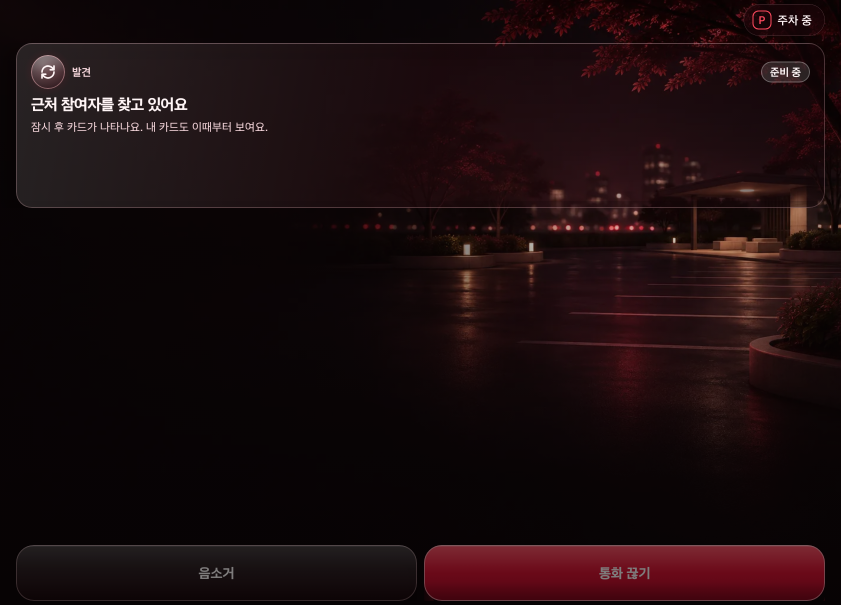 P 주차 중
발견
준비 중
근처 참여자를 찾고 있어요
잠시 후 카드가 나타나요. 내 카드도 이때부터 보여요.
음소거
통화 끊기